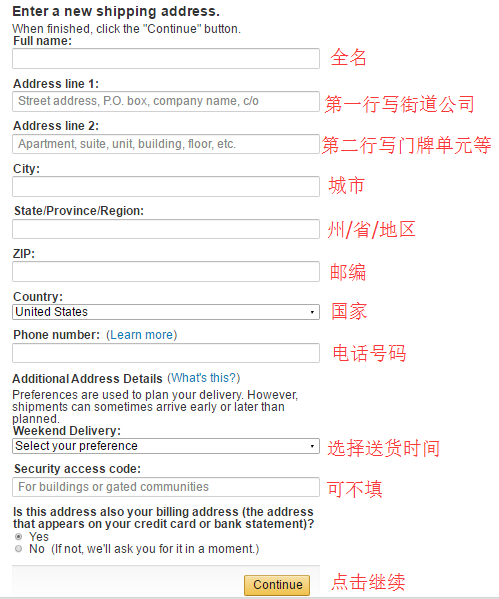 Enter a new shipping address.
When finished, click the "Continue" button.
Full name:
全名
Address line 1:
Street address, P.O. box, company name, c/o
第一行写街道公司
Address line 2:
Apartment, suite, unit, building, floor, etc.
第二行写门牌单元等
City:
城市
State/Province/Region:
州/省/地区
ZIP:
邮编
Country:
United States
国家
Phone number: (Learn more)
电话号码
Additional Address Details (What's this?)
Preferences are used to plan your delivery. However,
shipments can sometimes arrive early or later than
planned.
Weekend Delivery:
Select your preference
选择送货时间
Security access code:
For buildings or gated communities
可不填
Is this address also your billing address (the address
that appears on your credit card or bank statement)?
Yes
No (If not, we'll ask you for it in a moment.)
Continue
点击继续